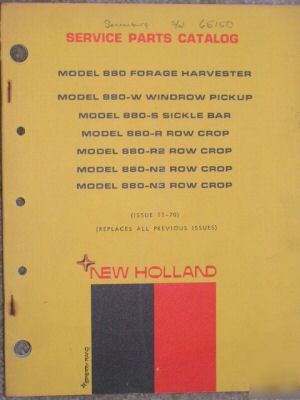 SERVICE PARTS CATALOG
MODEL 880 FORAGE HARVESTER
MODEL 880-W WINDROW PICKUP
MODEL 880-S SICKLE BAR
MODEL 880-R ROW CROP
MODEL 880-R2 ROW CROP
MODEL 880-N2 ROW CROP
MODEL 880-N3 ROW CROP
(ISSUE 11-70)
(REPLACES ALL PREVIOUS ISSUES)
NEW HOLLAND
SPERRY RAND